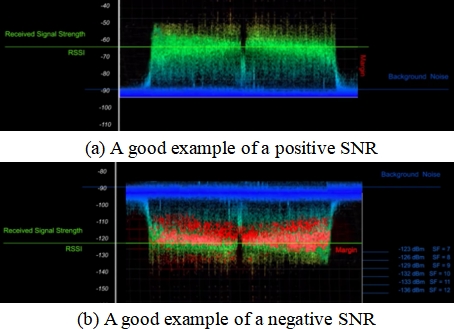 -40
-50
Received Signal Strength
-60
RSSI
-70
Margin
-80
Background Noise
-90
-100
(a) A good example of a positive SNR
-80
Background Noise
-90
-100
-110
Received Signal Strength
-120
RSSI
Margin
-123 dBm SF = 7
-126 dBm SF = 8
-130
-129 dBm SF = 9
-132 dBm SF = 10
-140
-133 dBm SF = 11
-150
-136 dBm SF = 12
(b) A good example of a negative SNR